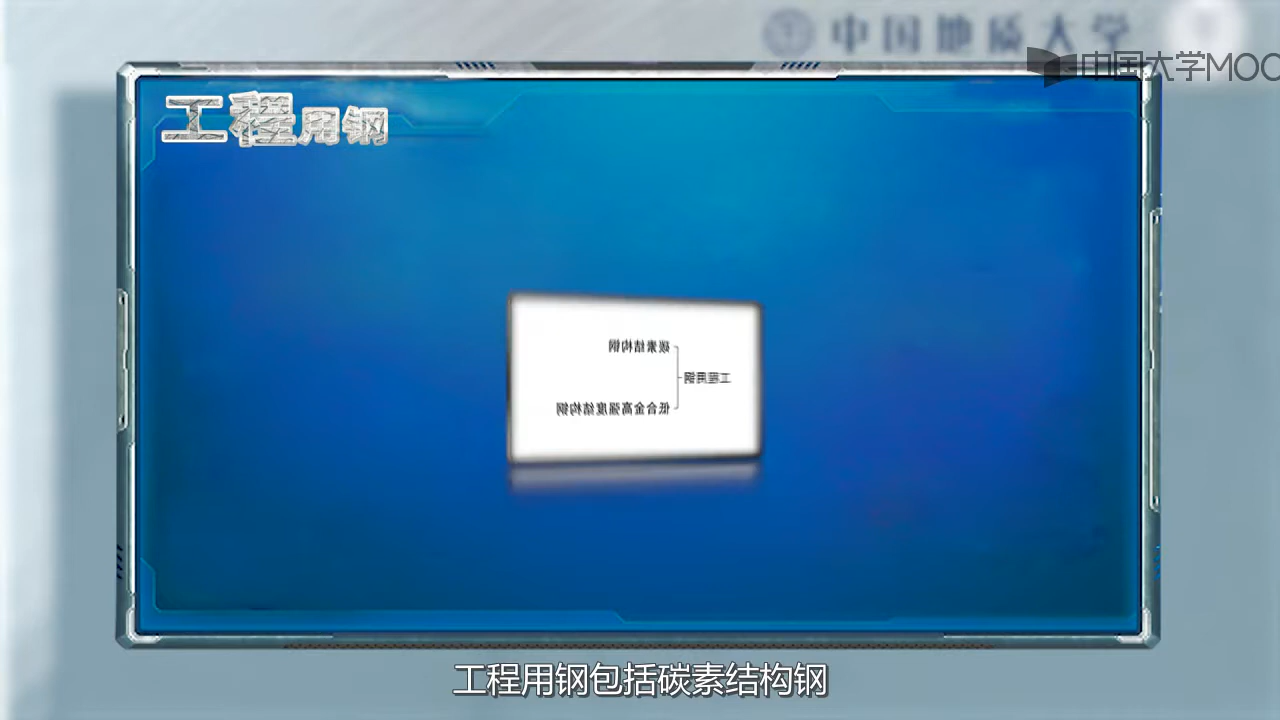 中国地质大学
中国大学MOOC
工程用钢
碳素结构钢
工程用钢
低合金高强度结构钢
工程用钢包括碳素结构钢